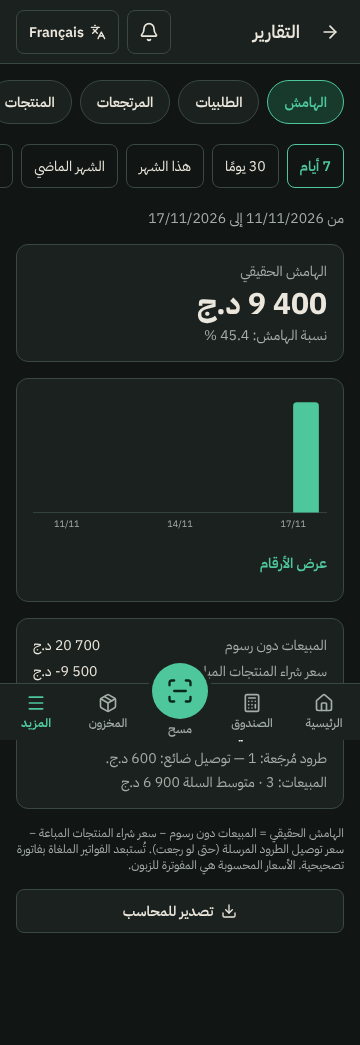 التقارير
Français
الهامش
الطلبيات
المرتجعات
المنتجات
7 أيام
30 يومًا
هذا الشهر
الشهر الماضي
من 11/11/2026 إلى 17/11/2026
الهامش الحقيقي
9 400 د.ج
نسبة الهامش: 45.4 %
11/11
14/11
17/11
عرض الأرقام
المبيعات دون رسوم
20 700 د.ج
سعر شراء المنتجات
-9 500 د.ج
الرئيسية
الصندوق
مسح
المخزون
المزيد
طرود مُرجَعة: 1 — توصيل ضائع: 600 د.ج.
المبيعات: 3 · متوسط السلة 6 900 د.ج
الهامش الحقيقي = المبيعات دون رسوم − سعر شراء المنتجات المباعة −
سعر توصيل الطرود المرسلة (حتى لو رجعت). تُستبعد الفواتير الملغاة بفاتورة
تصحيحية. الأسعار المحسوبة هي المفوترة للزبون.
تصدير للمحاسب